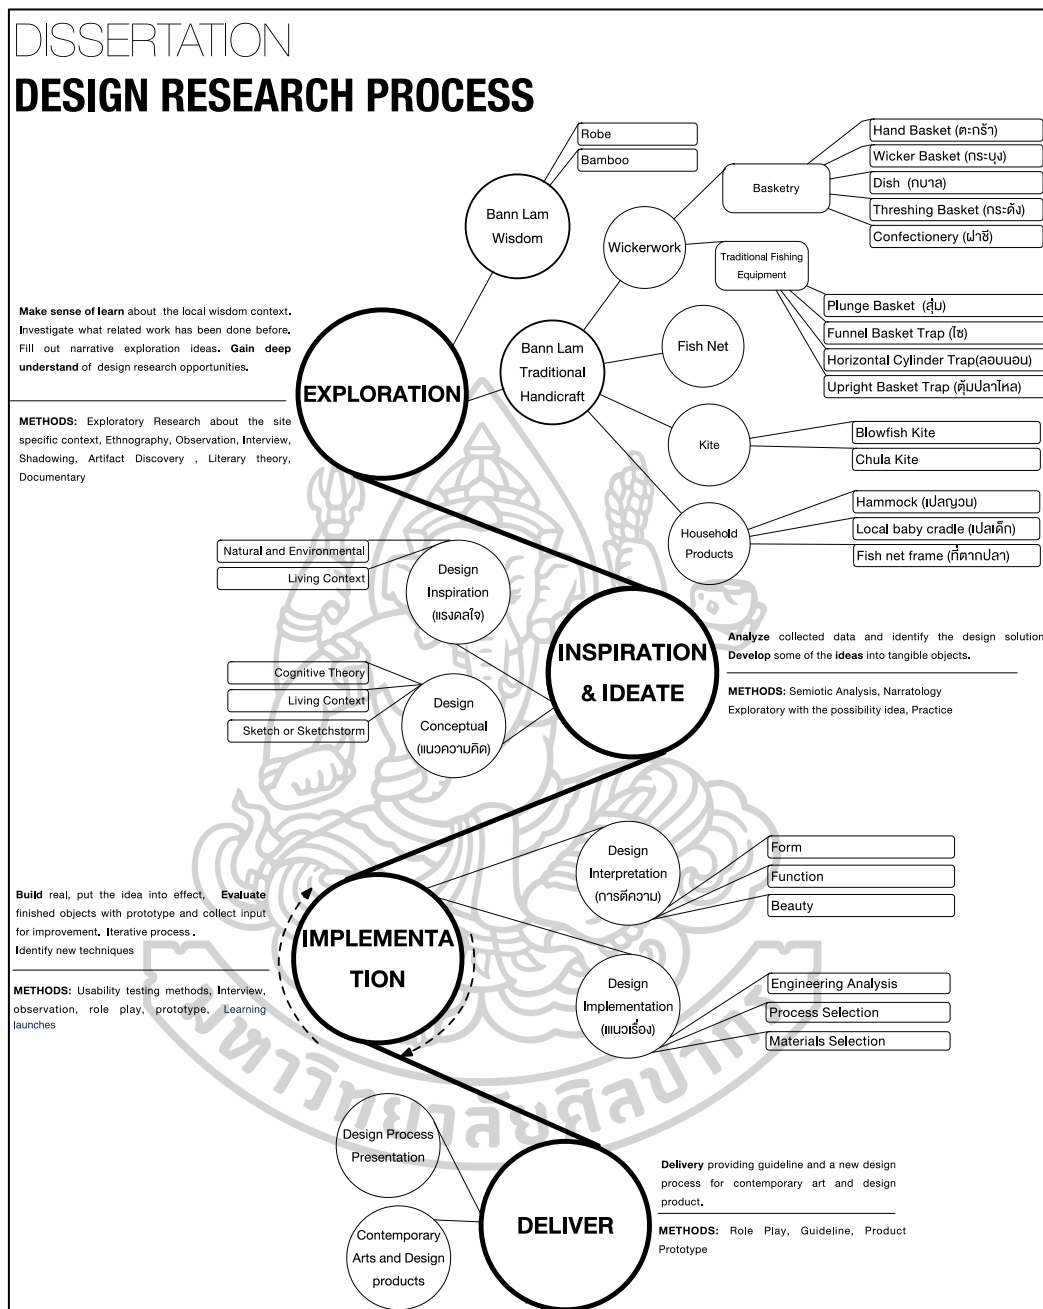 DISSERTATION
DESIGN RESEARCH PROCESS
Robe
Bamboo
Bann Lam
Wisdom
Hand Basket (ตะกร้า)
Wicker Basket (กระบุง)
Dish (กบาล)
Threshing Basket (กระด้ง)
Confectionery (ฝาชี)
Basketry
Wickerwork
Traditional Fishing
Equipment
Plunge Basket (สุ่ม)
Funnel Basket Trap (ไซ)
Horizontal Cylinder Trap(ลอบนอน)
Upright Basket Trap (ตุ้มปลาไหล)
Make sense of learn about the local wisdom context.
Investigate what related work has been done before.
Fill out narrative exploration ideas. Gain deep
understand of design research opportunities.
METHODS: Exploratory Research about the site
specific context, Ethnography, Observation, Interview,
Shadowing, Artifact Discovery , Literary theory,
Documentary
EXPLORATION
Bann Lam
Traditional
Handicraft
Fish Net
Kite
Blowfish Kite
Chula Kite
Household
Products
Hammock (เปลญวน)
Local baby cradle (เปลเด็ก)
Fish net frame (ที่ตากปลา)
Natural and Environmental
Living Context
Design
Inspiration
(แรงดลใจ)
Cognitive Theory
Living Context
Sketch or Sketchstorm
Design
Conceptual
(แนวความคิด)
INSPIRATION
& IDEATE
Analyze collected data and identify the design solution
Develop some of the ideas into tangible objects.
METHODS: Semiotic Analysis, Narratology
Exploratory with the possibility idea, Practice
Design
Interpretation
(การตีความ)
Form
Function
Beauty
Build real, put the idea into effect, Evaluate
finished objects with prototype and collect input
for improvement. Iterative process .
Identify new techniques
METHODS: Usability testing methods, Interview,
observation, role play, prototype, Learning
launches
IMPLEMENTA
TION
Design
Implementation
(แนวเรื่อง)
Engineering Analysis
Process Selection
Materials Selection
มหาวิทยาลัยศิลปากร
Design Process
Presentation
Contemporary
Arts and Design
products
DELIVER
Delivery providing guideline and a new design
process for contemporary art and design
product.
METHODS: Role Play, Guideline, Product
Prototype